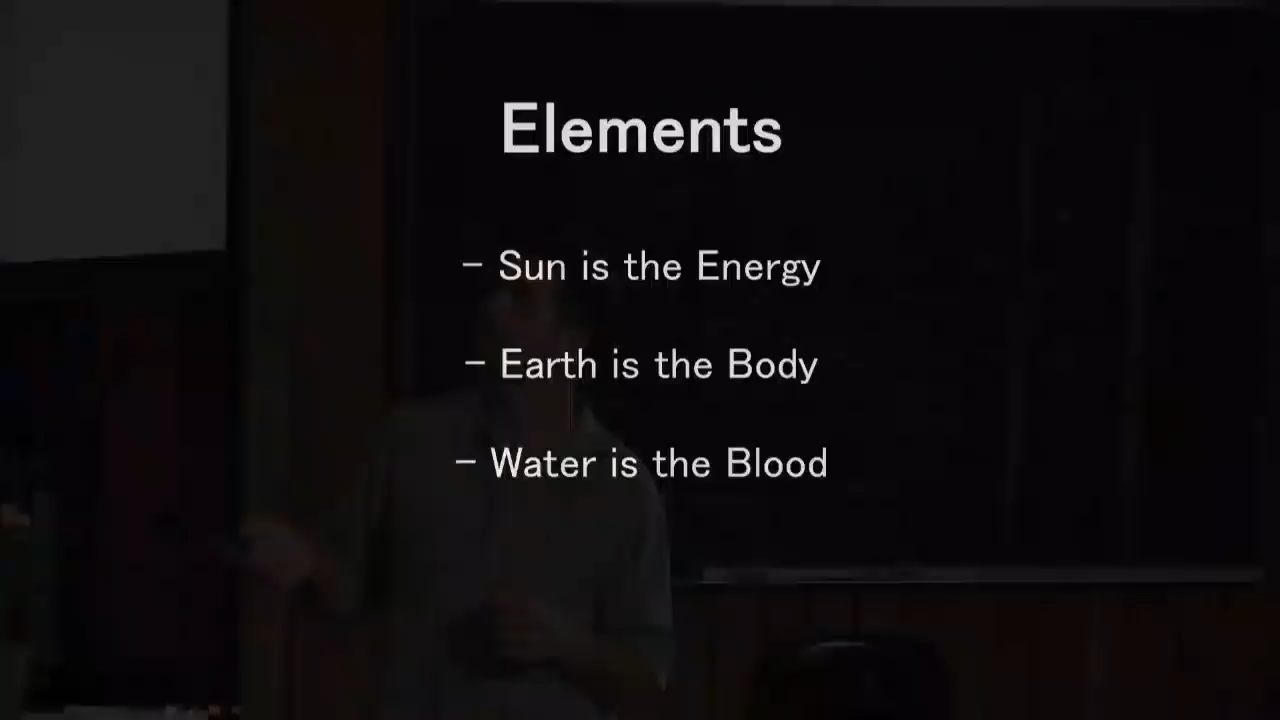 Elements
- Sun is the Energy
- Earth is the Body
- Water is the Blood